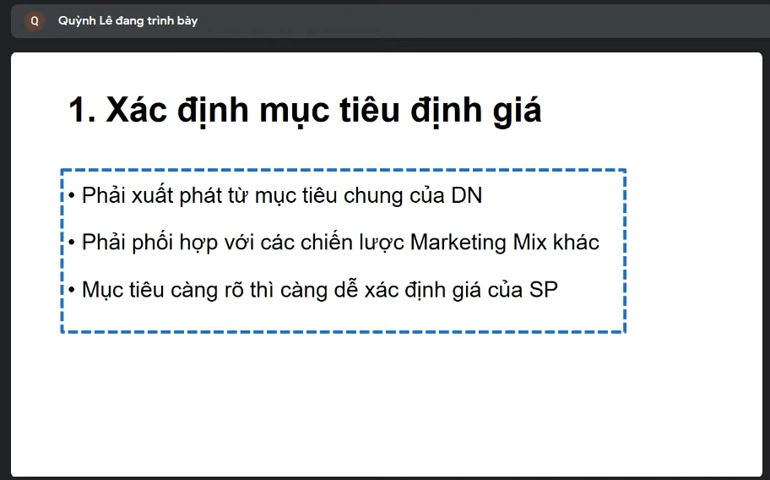 Q Quỳnh Lê đang trình bày
1. Xác định mục tiêu định giá
• Phải xuất phát từ mục tiêu chung của DN
• Phải phối hợp với các chiến lược Marketing Mix khác
• Mục tiêu càng rõ thì càng dễ xác định giá của SP